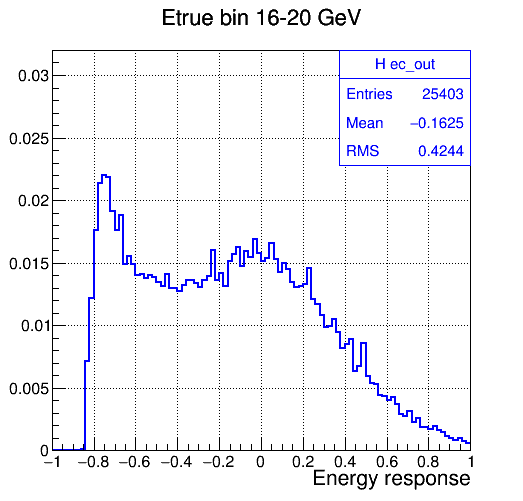 Etrue bin 16-20 GeV
H ec_out
Entries 25403
Mean −0.1625
RMS 0.4244
0.03
0.025
0.02
0.015
0.01
0.005
0
−1 −0.8 −0.6 −0.4 −0.2 0 0.2 0.4 0.6 0.8 1
Energy response